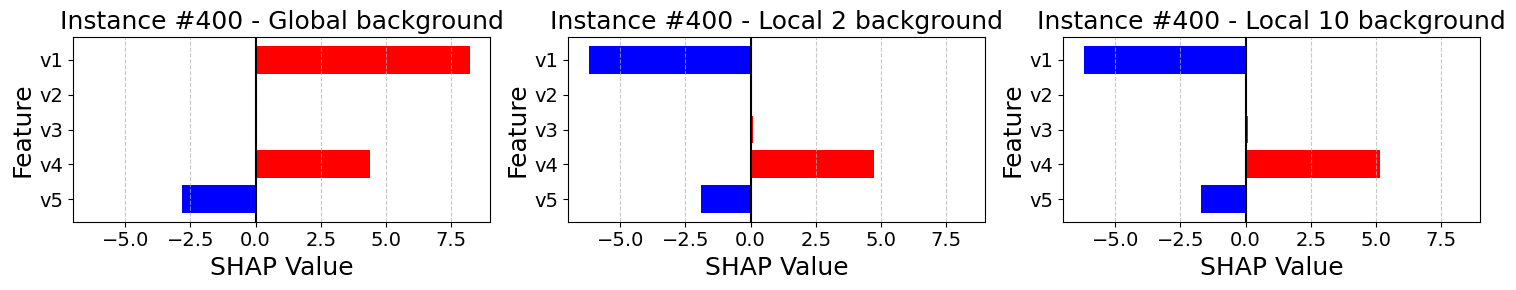 Instance #400 - Global background
Feature
v1
v2
v3
v4
v5
−5.0 −2.5 0.0 2.5 5.0 7.5
SHAP Value
Instance #400 - Local 2 background
Feature
v1
v2
v3
v4
v5
−5.0 −2.5 0.0 2.5 5.0 7.5
SHAP Value
Instance #400 - Local 10 background
Feature
v1
v2
v3
v4
v5
−5.0 −2.5 0.0 2.5 5.0 7.5
SHAP Value